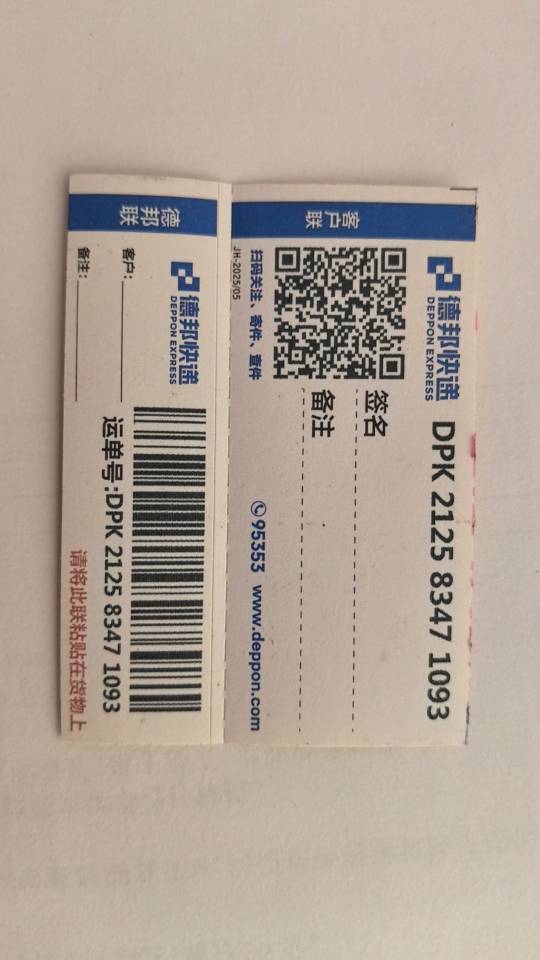 客户联
德邦快递
DEPPON EXPRESS
DPK 2125 8347 1093
签名
备注
扫码关注、寄件、查件
95353 www.deppon.com
JH-2025/05
德邦联
德邦快递
DEPPON EXPRESS
客户：
备注：
运单号:DPK 2125 8347 1093
请将此联粘贴在货物上